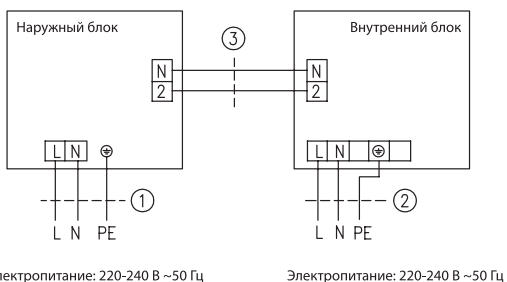 Наружный блок
Внутренний блок
3
N
2
N
2
L N
L N
1
2
L N PE
L N PE
лектропитание: 220-240 В ~50 Гц
Электропитание: 220-240 В ~50 Гц